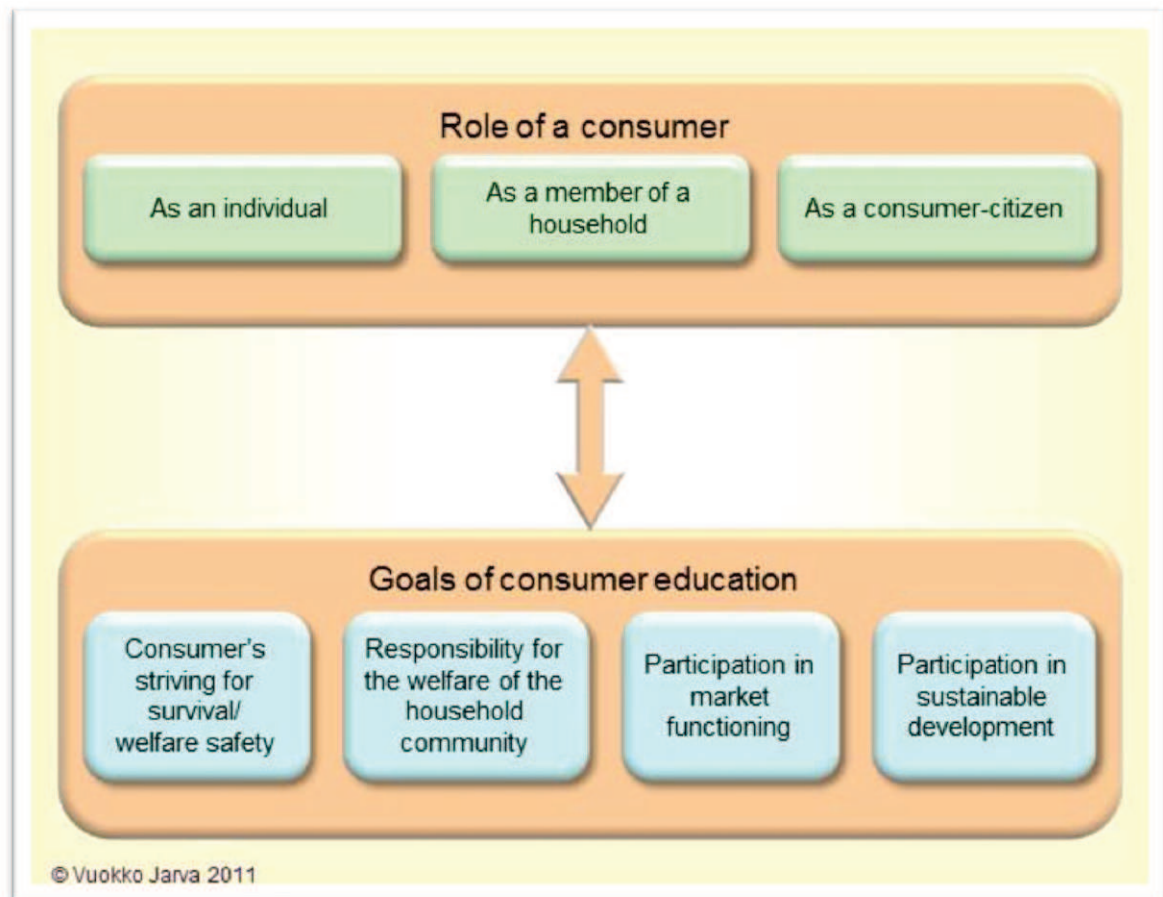 Role of a consumer
As an individual
As a member of a
household
As a consumer-citizen
Goals of consumer education
Consumer's
striving for
survival/
welfare safety
Responsibility for
the welfare of the
household
community
Participation in
market
functioning
Participation in
sustainable
development
© Vuokko Jarva 2011